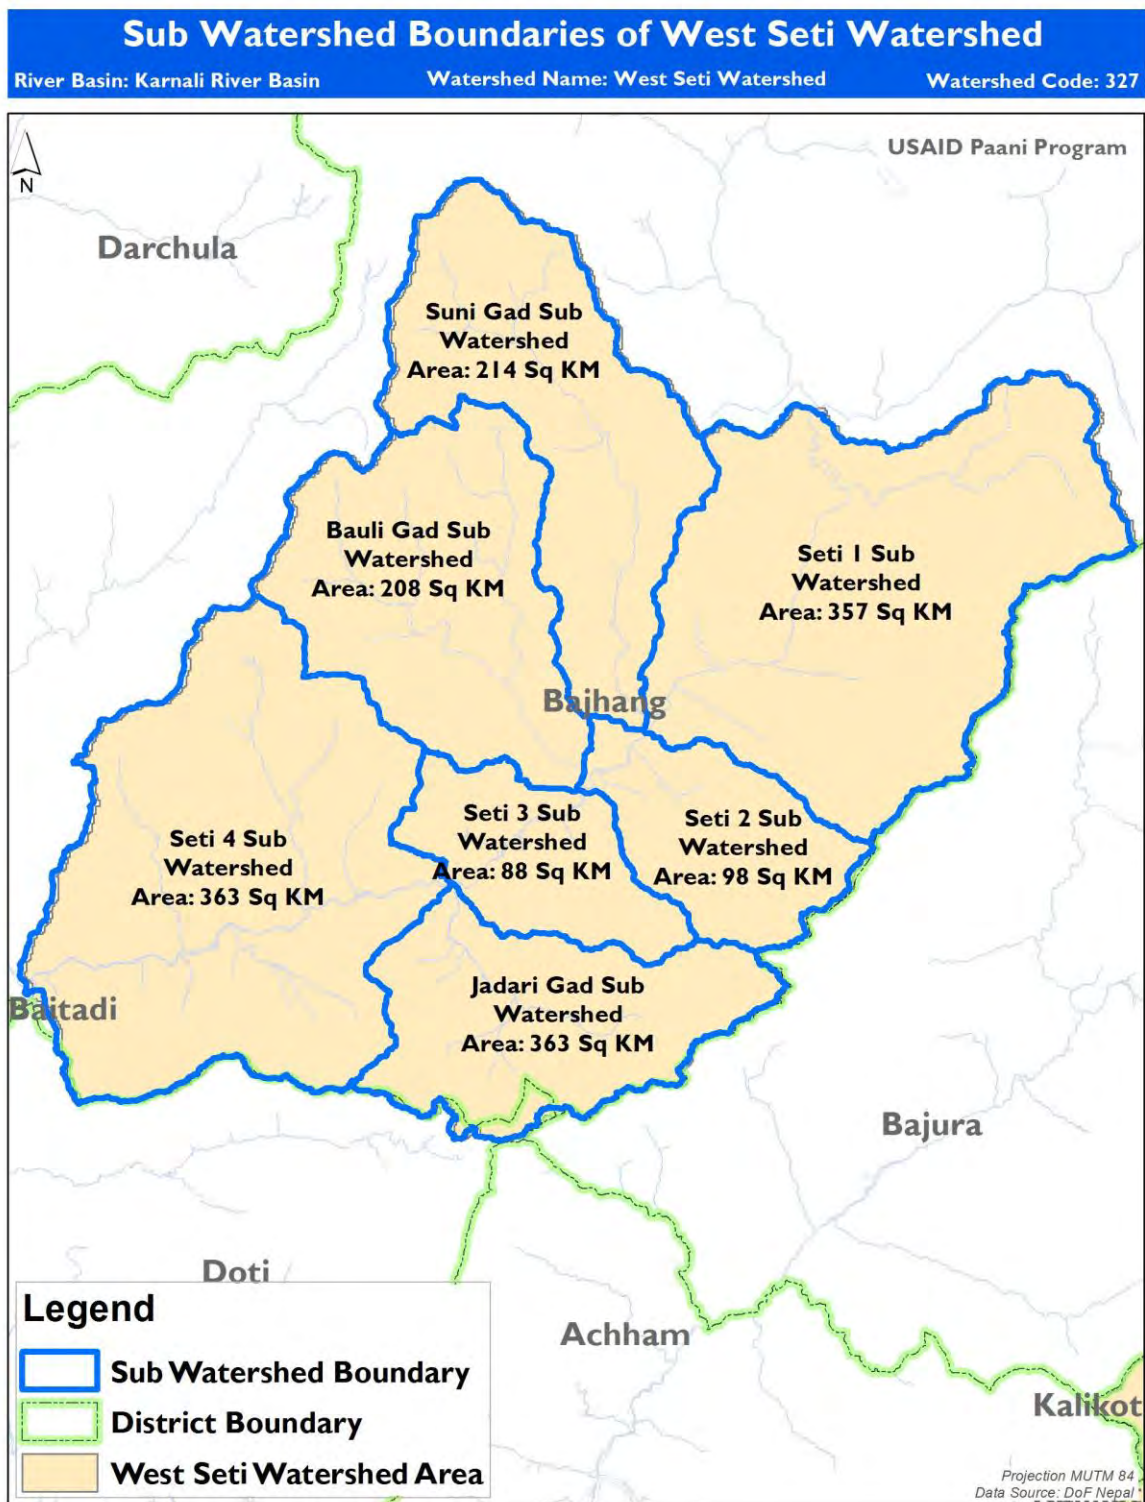 Sub Watershed Boundaries of West Seti Watershed
River Basin: Karnali River Basin
Watershed Name: West Seti Watershed
Watershed Code: 327
USAID Paani Program
N
Darchula
Suni Gad Sub
Watershed
Area: 214 Sq KM
Bauli Gad Sub
Watershed
Area: 208 Sq KM
Seti 1 Sub
Watershed
Area: 357 Sq KM
Bajhang
Seti 4 Sub
Watershed
Area: 363 Sq KM
Seti 3 Sub
Watershed
Area: 88 Sq KM
Seti 2 Sub
Watershed
Area: 98 Sq KM
Jadari Gad Sub
Watershed
Area: 363 Sq KM
Baitadi
Bajura
Doti
Achham
Kalikot
Legend
Sub Watershed Boundary
District Boundary
West Seti Watershed Area
Projection MUTM 84
Data Source: DoF Nepal